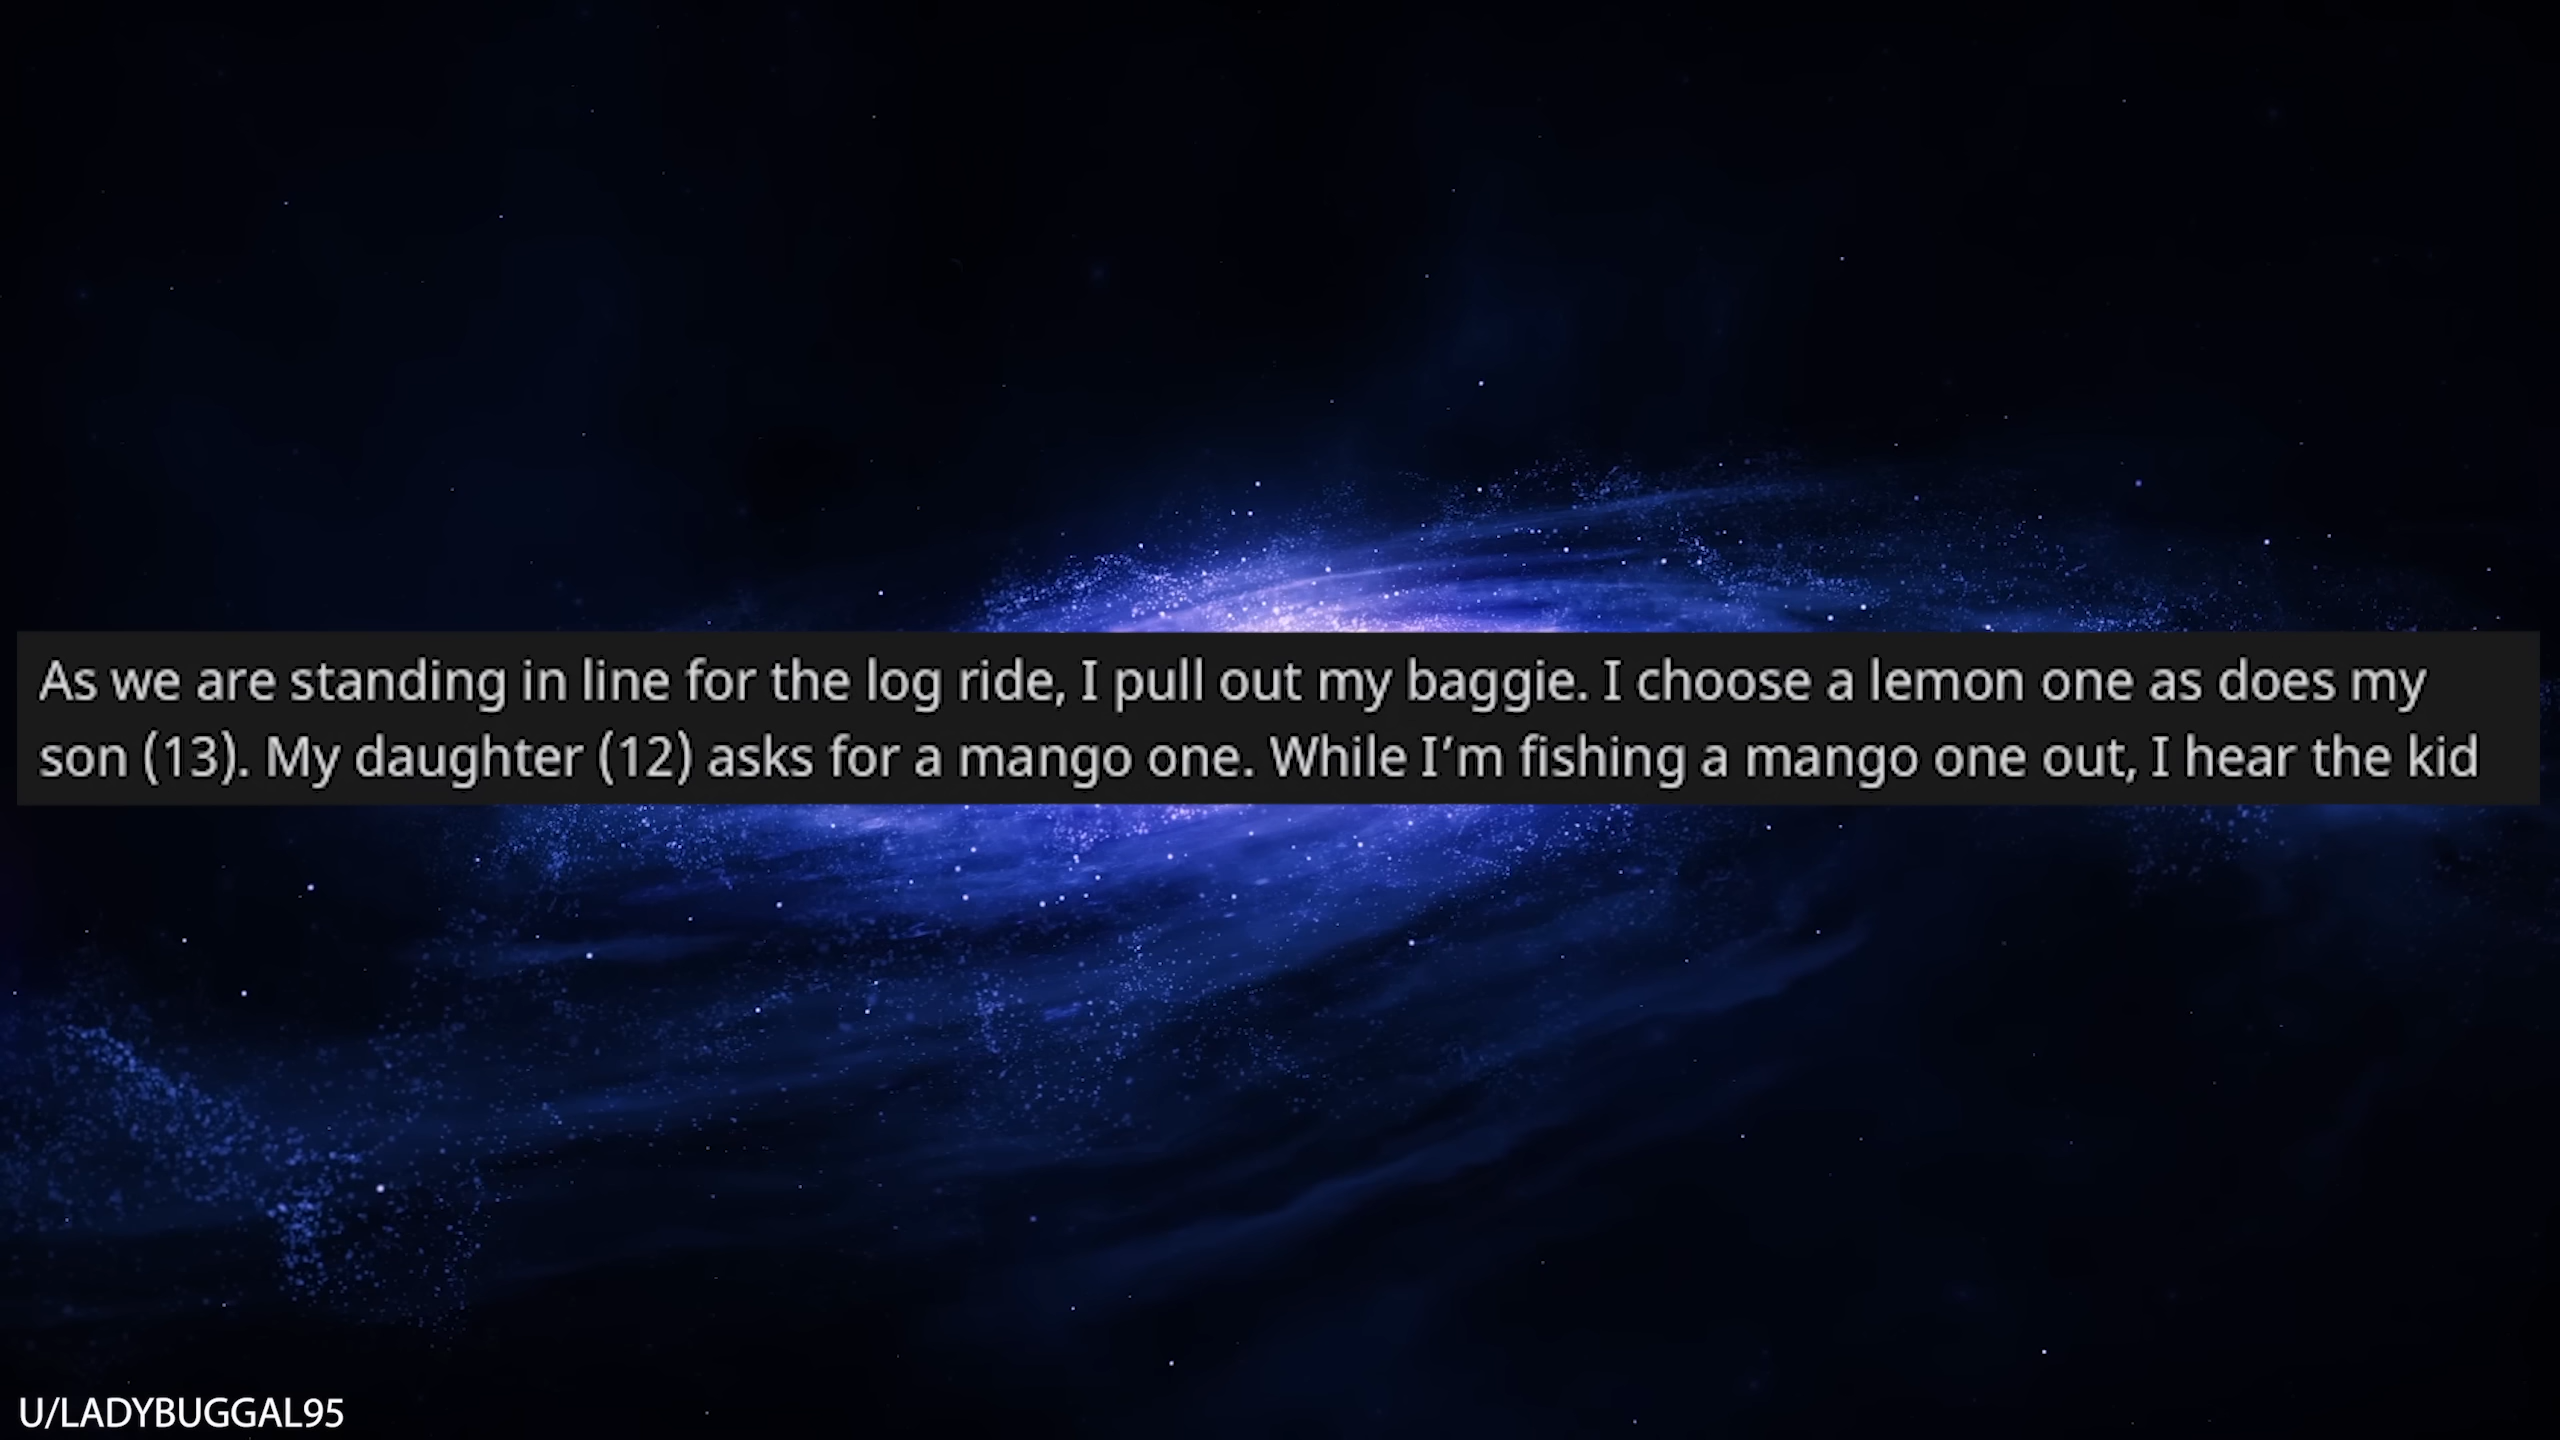 As we are standing in line for the log ride, I pull out my baggie. I choose a lemon one as does my
son (13). My daughter (12) asks for a mango one. While I’m fishing a mango one out, I hear the kid
U/LADYBUGGAL95